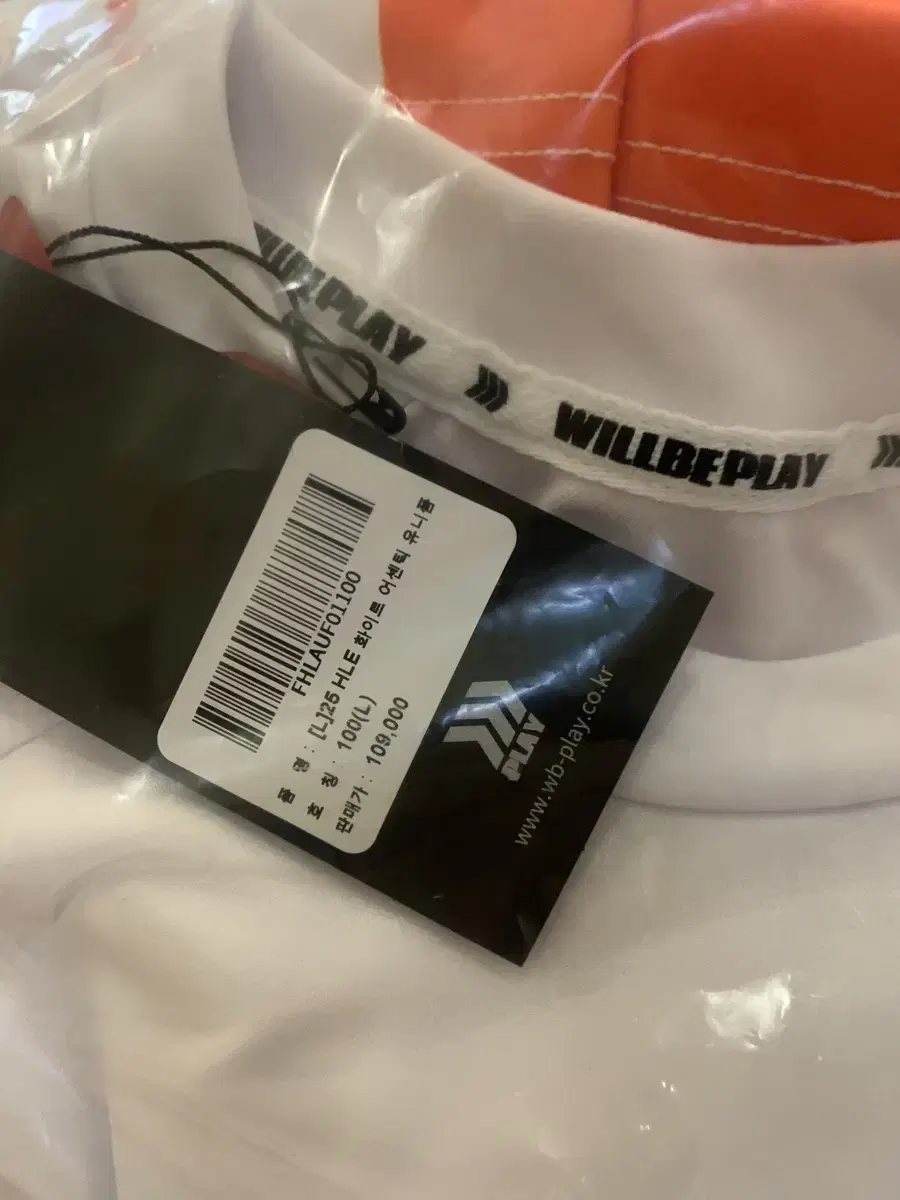 WILLBEPLAY
WILLBEPLAY
FHLAUF01100
품 명 : [L]25 HLE 화이트 어센틱 유니폼
호 칭 : 100(L)
판매가 : 109,000
PLAY
www.wb-play.co.kr